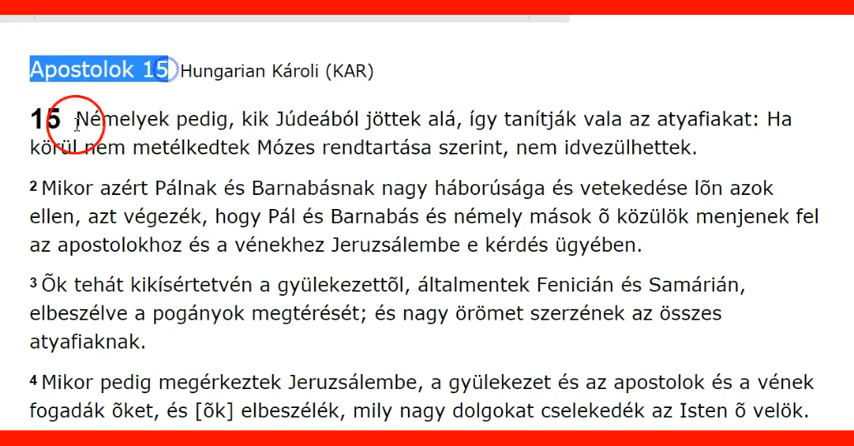 Apostolok 15 Hungarian Károli (KAR)
15 Némelyek pedig, kik Júdeából jöttek alá, így tanítják vala az atyafiakat: Ha
körül nem metélkedtek Mózes rendtartása szerint, nem idvezülhettek.
2 Mikor azért Pálnak és Barnabásnak nagy háborúsága és vetekedése lõn azok
ellen, azt végezék, hogy Pál és Barnabás és némely mások õ közülök menjenek fel
az apostolokhoz és a vénekhez Jeruzsálembe e kérdés ügyében.
3 Õk tehát kikísértetvén a gyülekezettõl, általmentek Fenicián és Samárián,
elbeszélve a pogányok megtérését; és nagy örömet szerzének az összes
atyafiaknak.
4 Mikor pedig megérkeztek Jeruzsálembe, a gyülekezet és az apostolok és a vének
fogadák õket, és [õk] elbeszélék, mily nagy dolgokat cselekedék az Isten õ velök.